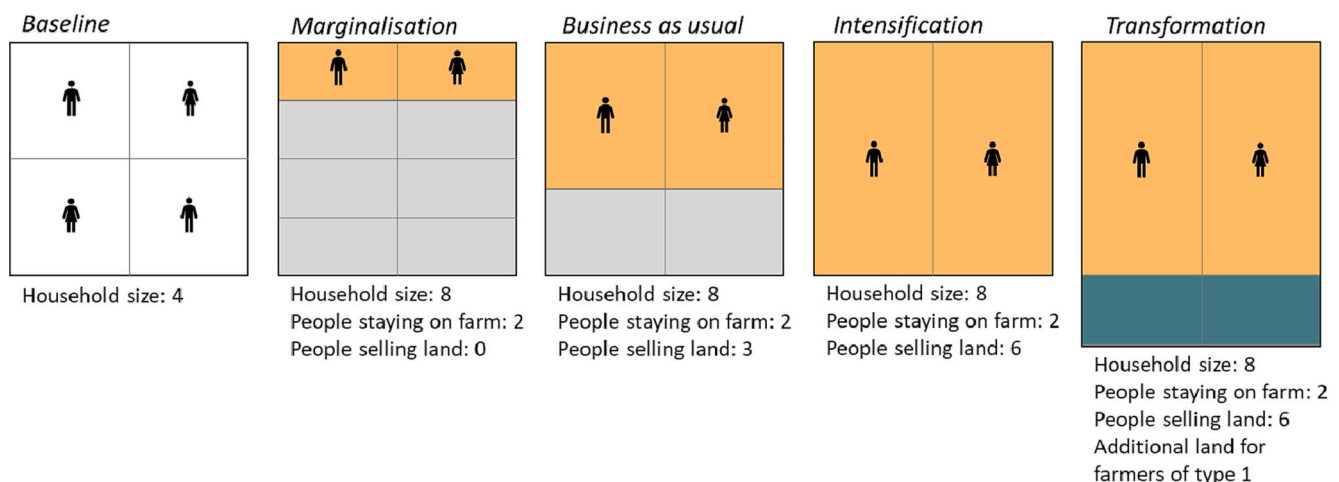 Baseline
Household size: 4
Marginalisation
Household size: 8
People staying on farm: 2
People selling land: 0
Business as usual
Household size: 8
People staying on farm: 2
People selling land: 3
Intensification
Household size: 8
People staying on farm: 2
People selling land: 6
Transformation
Household size: 8
People staying on farm: 2
People selling land: 6
Additional land for
farmers of type 1